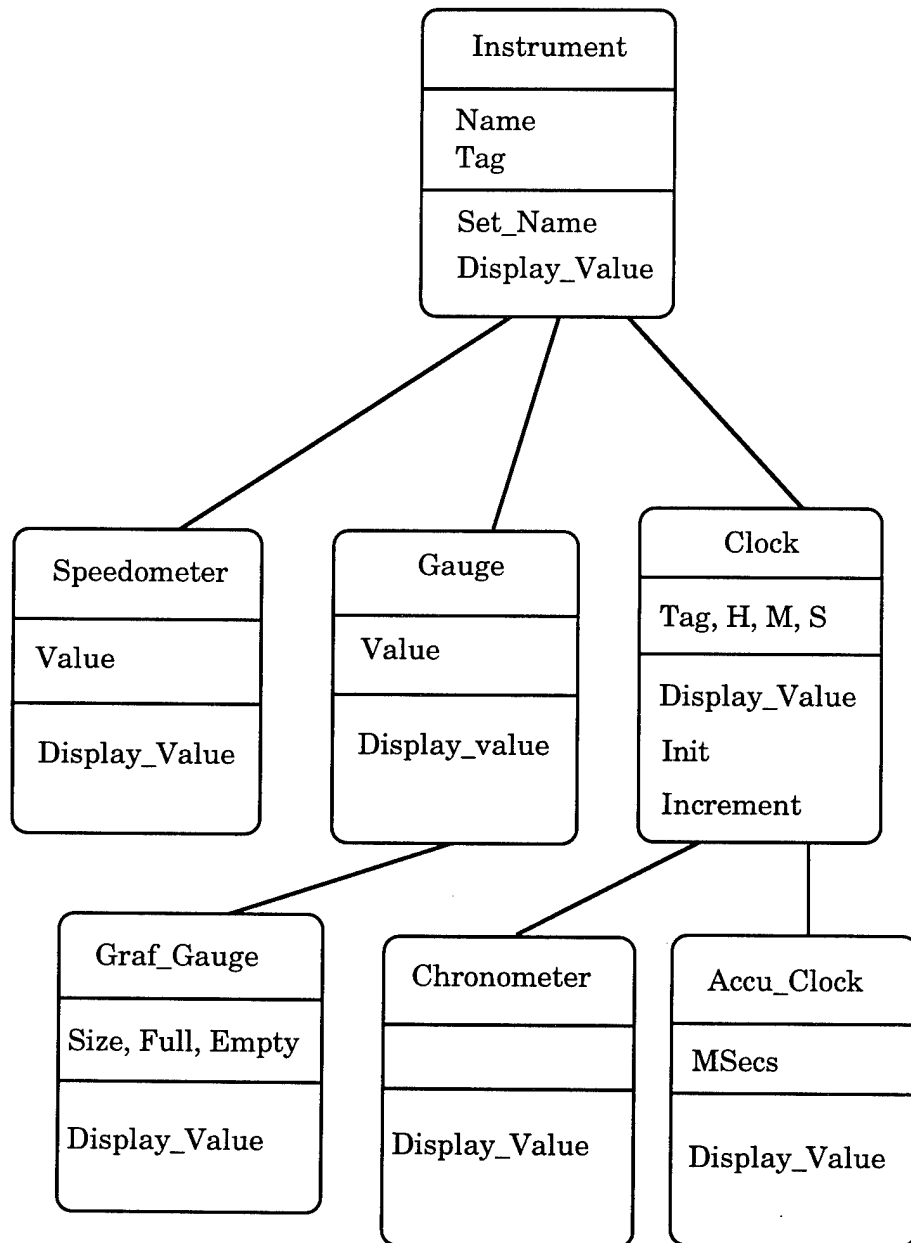 Instrument
Name
Tag
Set_Name
Display_Value
Speedometer
Value
Display_Value
Gauge
Value
Display_value
Clock
Tag, H, M, S
Display_Value
Init
Increment
Graf_Gauge
Size, Full, Empty
Display_Value
Chronometer
Display_Value
Accu_Clock
MSecs
Display_Value